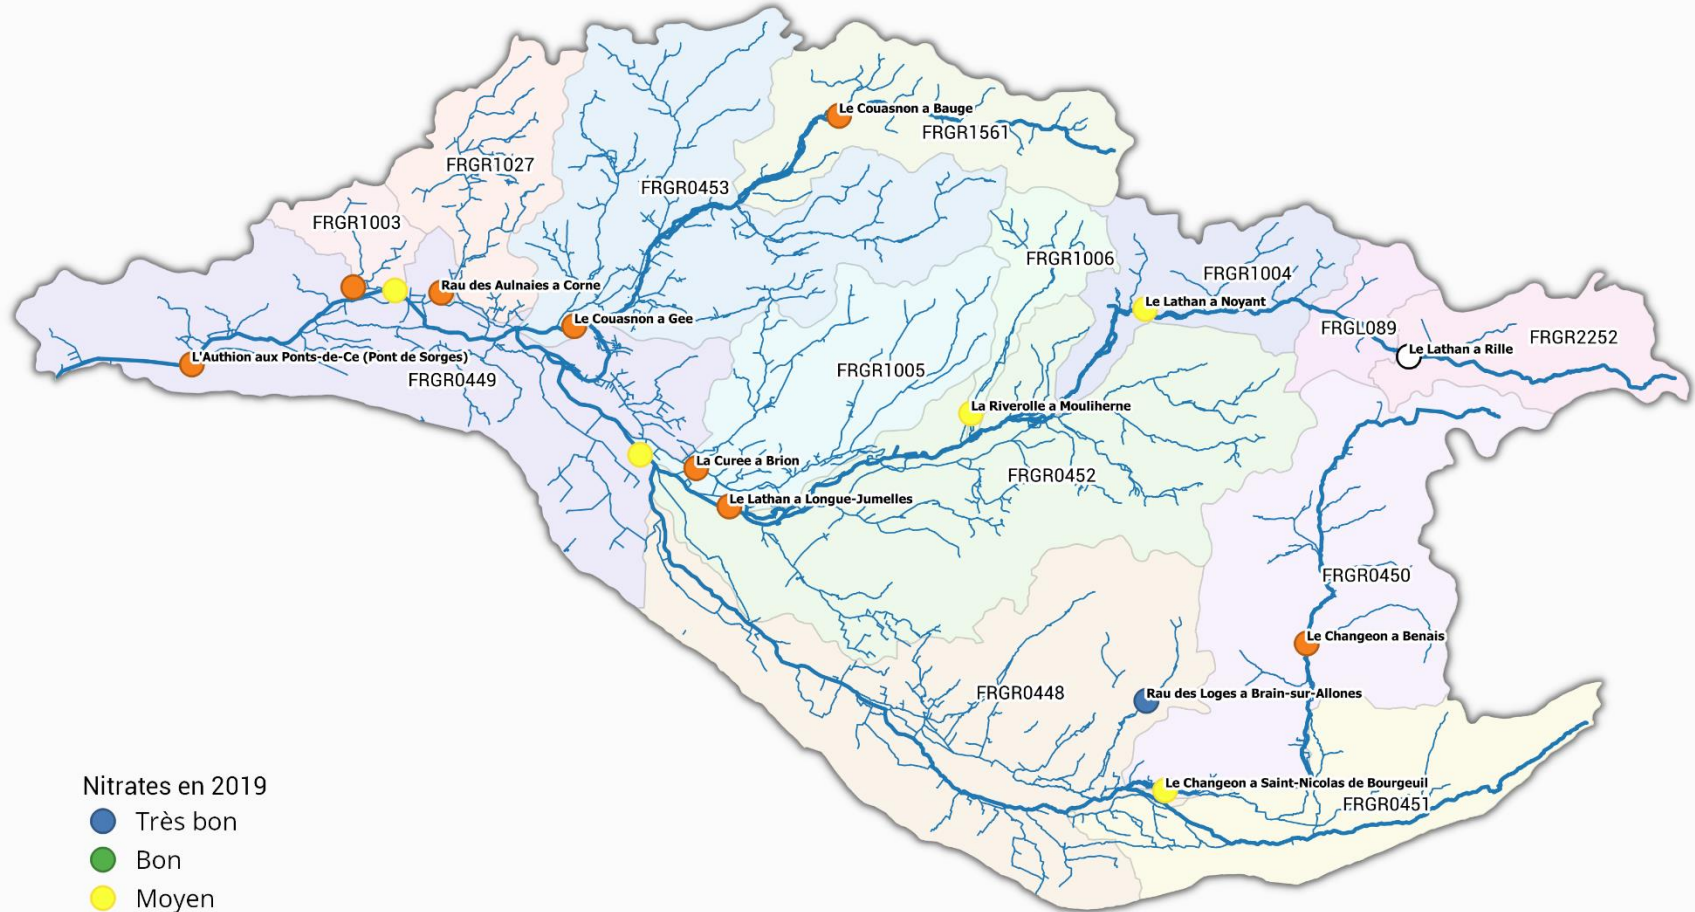 Le Couasnon a Bauge
FRGR1561
FRGR1027
FRGR0453
FRGR1003
FRGR1006
FRGR1004
Rau des Aulnaies a Corne
Le Lathan a Noyant
Le Couasnon a Gee
FRGL089
FRGR2252
Le Lathan a Rille
L'Authion aux Ponts-de-Ce (Pont de Sorges)
FRGR0449
FRGR1005
La Riverolle a Mouliherne
La Curee a Brion
FRGR0452
Le Lathan a Longue-Jumelles
FRGR0450
Le Changeon a Benais
FRGR0448
Rau des Loges a Brain-sur-Allones
Le Changeon a Saint-Nicolas de Bourgeuil
FRGR0451
Nitrates en 2019
Très bon
Bon
Moyen